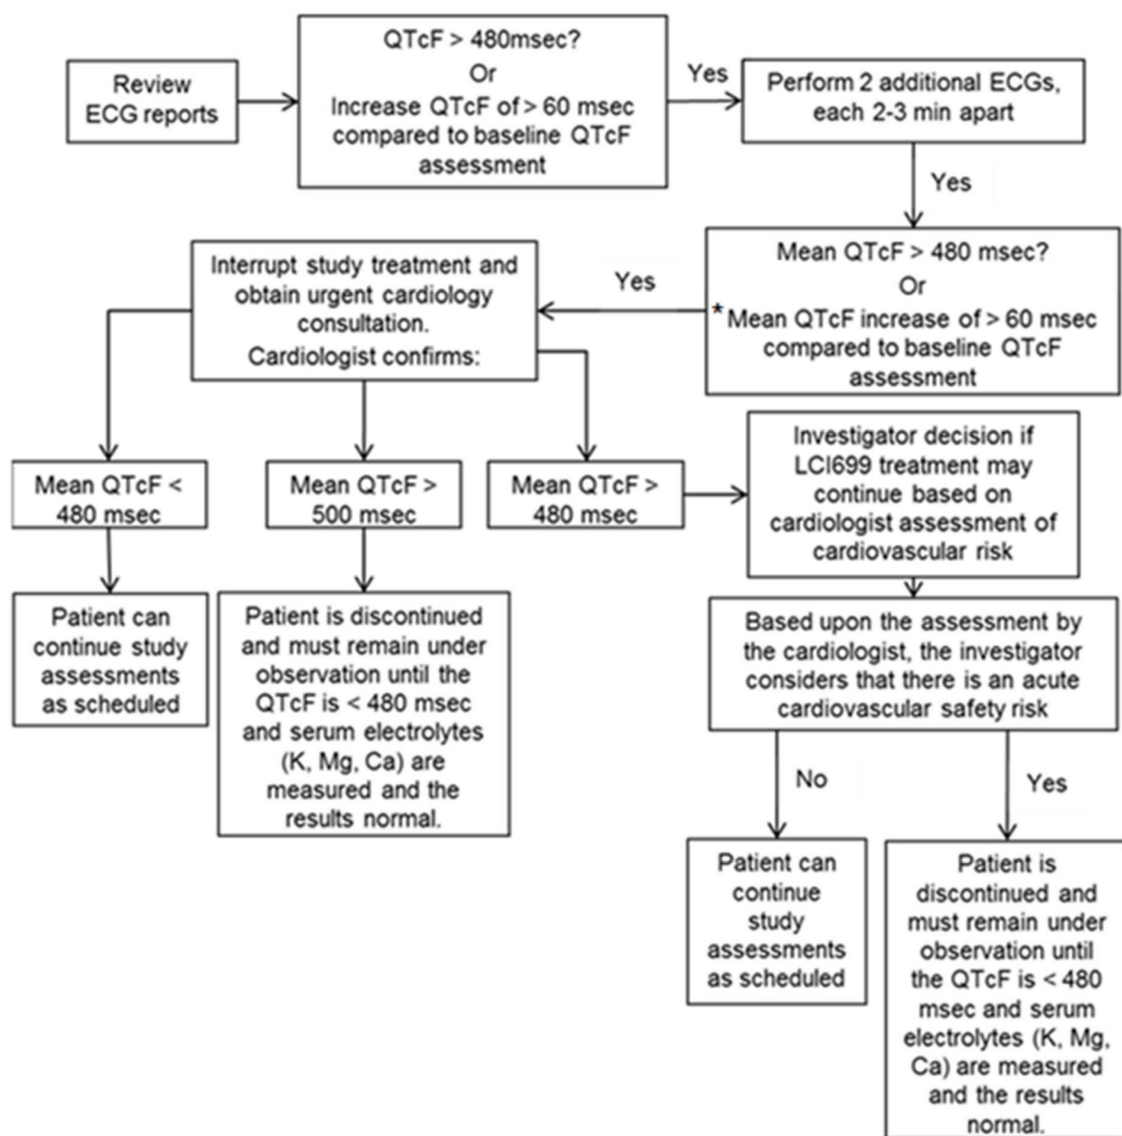 Review
ECG reports
QTcF > 480msec?
Or
Increase QTcF of > 60 msec
compared to baseline QTcF
assessment
Yes
Perform 2 additional ECGs,
each 2-3 min apart
Yes
Mean QTcF > 480 msec?
Or
*Mean QTcF increase of > 60 msec
compared to baseline QTcF
assessment
Yes
Interrupt study treatment and
obtain urgent cardiology
consultation.
Cardiologist confirms:
Mean QTcF <
480 msec
Mean QTcF >
500 msec
Mean QTcF >
480 msec
Investigator decision if
LCI699 treatment may
continue based on
cardiologist assessment of
cardiovascular risk
Patient can
continue study
assessments
as scheduled
Patient is discontinued
and must remain under
observation until the
QTcF is < 480 msec
and serum electrolytes
(K, Mg, Ca) are
measured and the
results normal.
Based upon the assessment by
the cardiologist, the investigator
considers that there is an acute
cardiovascular safety risk
No
Yes
Patient can
continue
study
assessments
as scheduled
Patient is
discontinued and
must remain under
observation until
the QTcF is < 480
msec and serum
electrolytes (K, Mg,
Ca) are measured
and the results
normal.